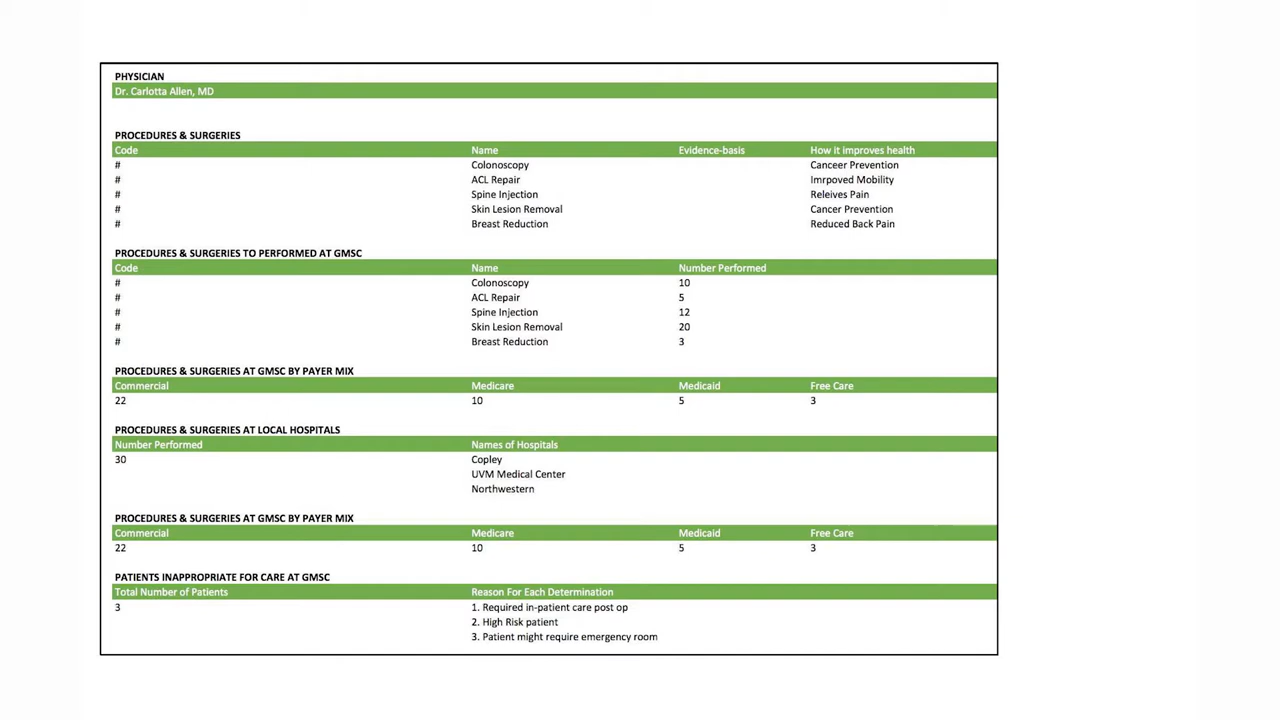 PHYSICIAN
Dr. Carlotta Allen, MD
PROCEDURES & SURGERIES
Code Name Evidence-basis How it improves health
# Colonoscopy Canceer Prevention
# ACL Repair Imrpoved Mobility
# Spine Injection Releives Pain
# Skin Lesion Removal Cancer Prevention
# Breast Reduction Reduced Back Pain
PROCEDURES & SURGERIES TO PERFORMED AT GMSC
Code Name Number Performed
# Colonoscopy 10
# ACL Repair 5
# Spine Injection 12
# Skin Lesion Removal 20
# Breast Reduction 3
PROCEDURES & SURGERIES AT GMSC BY PAYER MIX
Commercial Medicare Medicaid Free Care
22 10 5 3
PROCEDURES & SURGERIES AT LOCAL HOSPITALS
Number Performed Names of Hospitals
30 Copley
UVM Medical Center
Northwestern
PROCEDURES & SURGERIES AT GMSC BY PAYER MIX
Commercial Medicare Medicaid Free Care
22 10 5 3
PATIENTS INAPPROPRIATE FOR CARE AT GMSC
Total Number of Patients Reason For Each Determination
3 1. Required in-patient care post op
2. High Risk patient
3. Patient might require emergency room